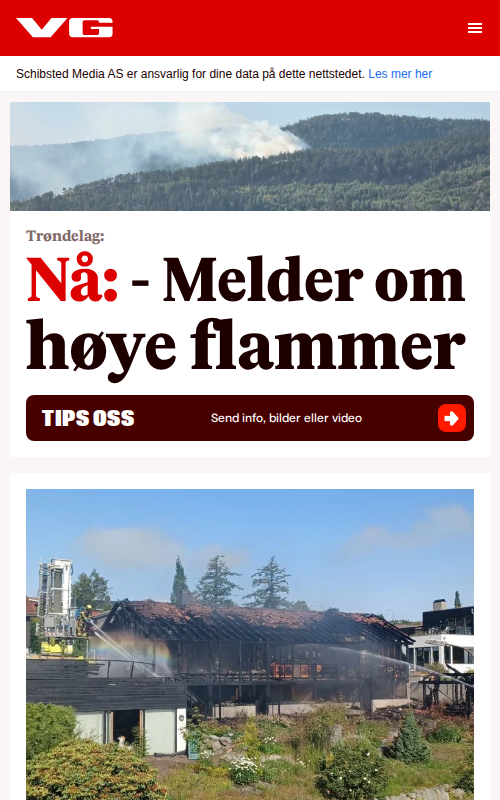 VG
Schibsted Media AS er ansvarlig for dine data på dette nettstedet. Les mer her
Trøndelag:
Nå: - Melder om
høye flammer
TIPS OSS
Send info, bilder eller video